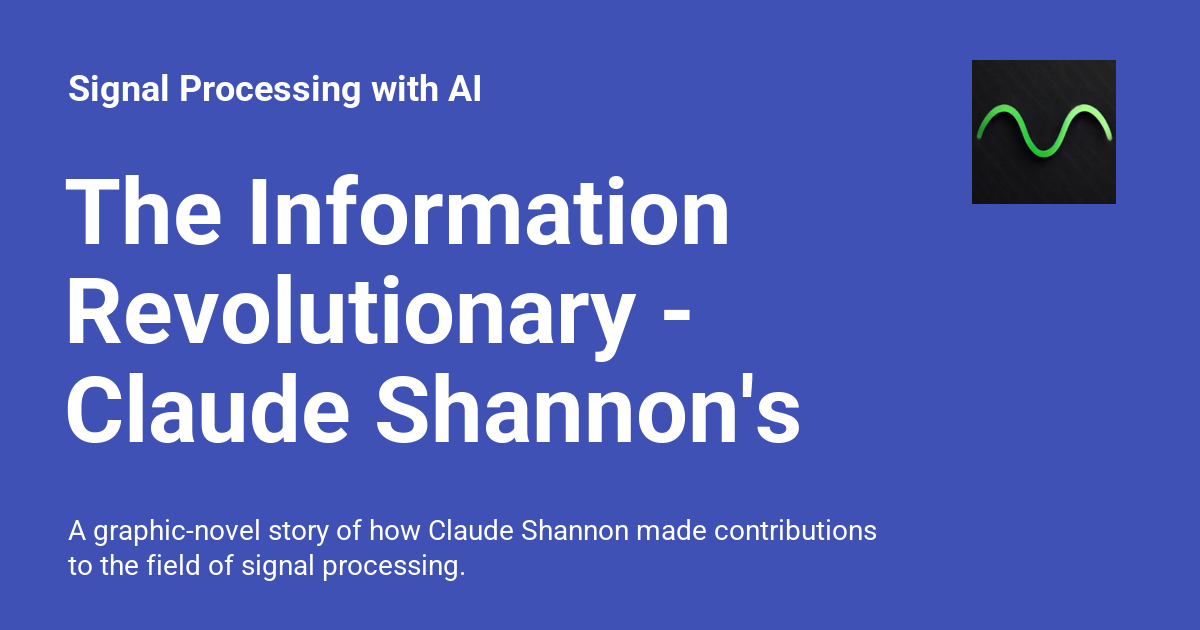 Signal Processing with AI
The Information
Revolutionary -
Claude Shannon's
A graphic-novel story of how Claude Shannon made contributions
to the field of signal processing.